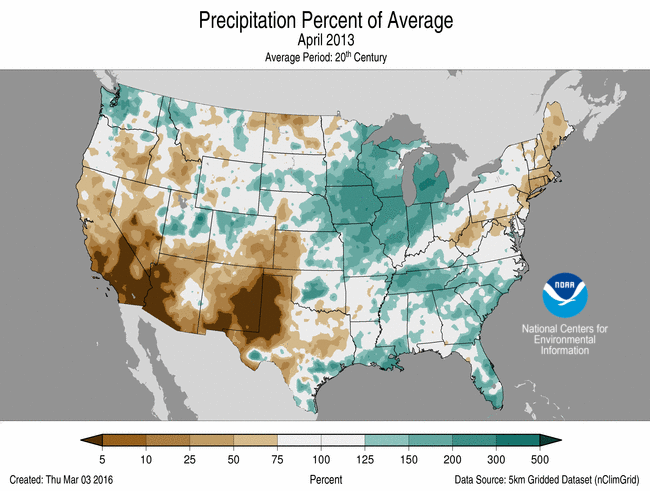 Precipitation Percent of Average
April 2013
Average Period: 20th Century
NOAA
National Centers for
Environmental
Information
5 10 25 50 75 100 125 150 200 300 500
Created: Thu Mar 03 2016 Percent Data Source: 5km Gridded Dataset (nClimGrid)